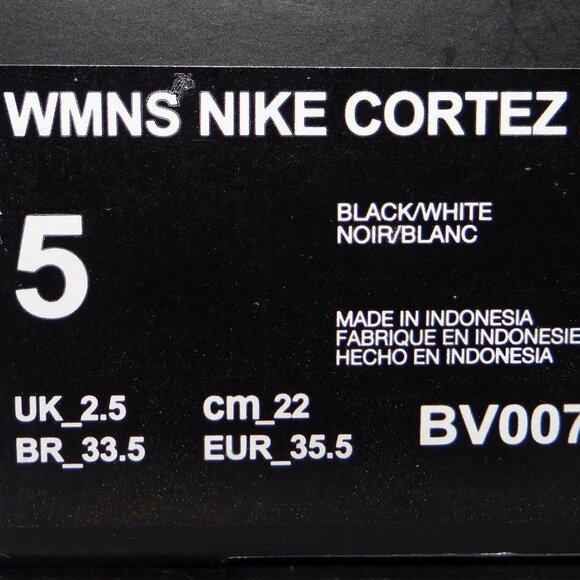 WMNS NIKE CORTEZ
5
BLACK/WHITE
NOIR/BLANC
MADE IN INDONESIA
FABRIQUE EN INDONESIE
HECHO EN INDONESIA
UK_2.5
cm_22
BR_33.5
EUR_35.5
BV007